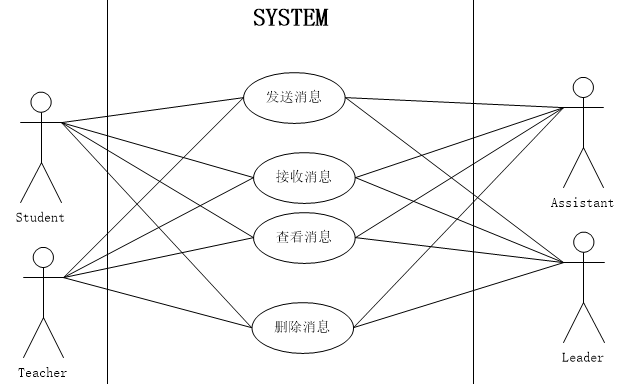 SYSTEM
发送消息
接收消息
查看消息
删除消息
Student
Teacher
Assistant
Leader